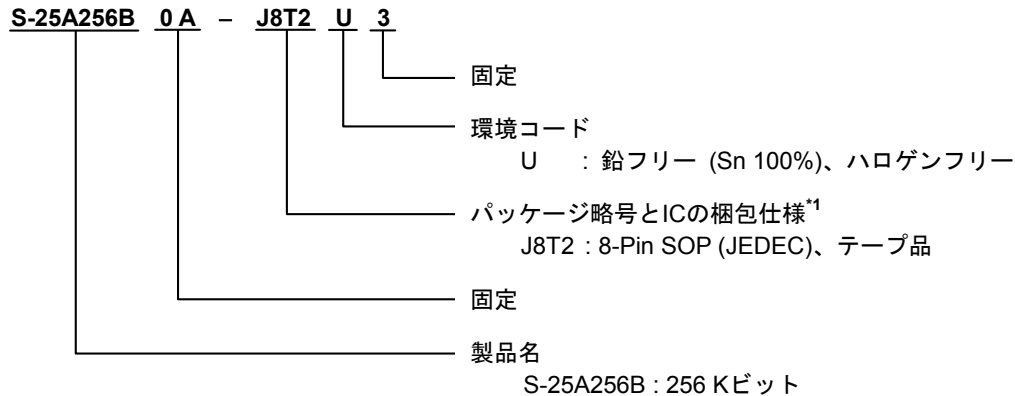 S-25A256B 0 A – J8T2 U 3
固定
環境コード
U : 鉛フリー (Sn 100%)、ハロゲンフリー
パッケージ略号とICの梱包仕様*1
J8T2 : 8-Pin SOP (JEDEC)、テープ品
固定
製品名
S-25A256B : 256 Kビット